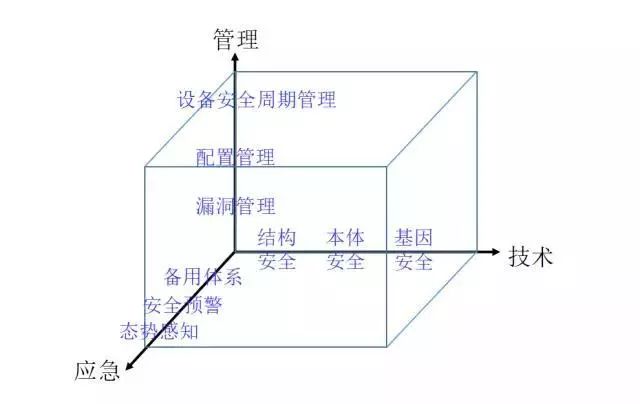 管理
设备安全周期管理
配置管理
漏洞管理
结构 本体 基因
安全 安全 安全
技术
备用体系
安全预警
态势感知
应急